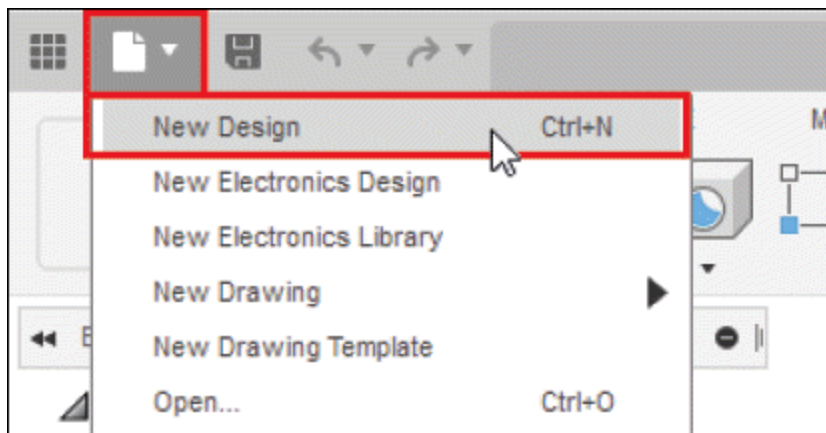 New Design Ctrl+N
New Electronics Design
New Electronics Library
New Drawing
New Drawing Template
Open... Ctrl+O